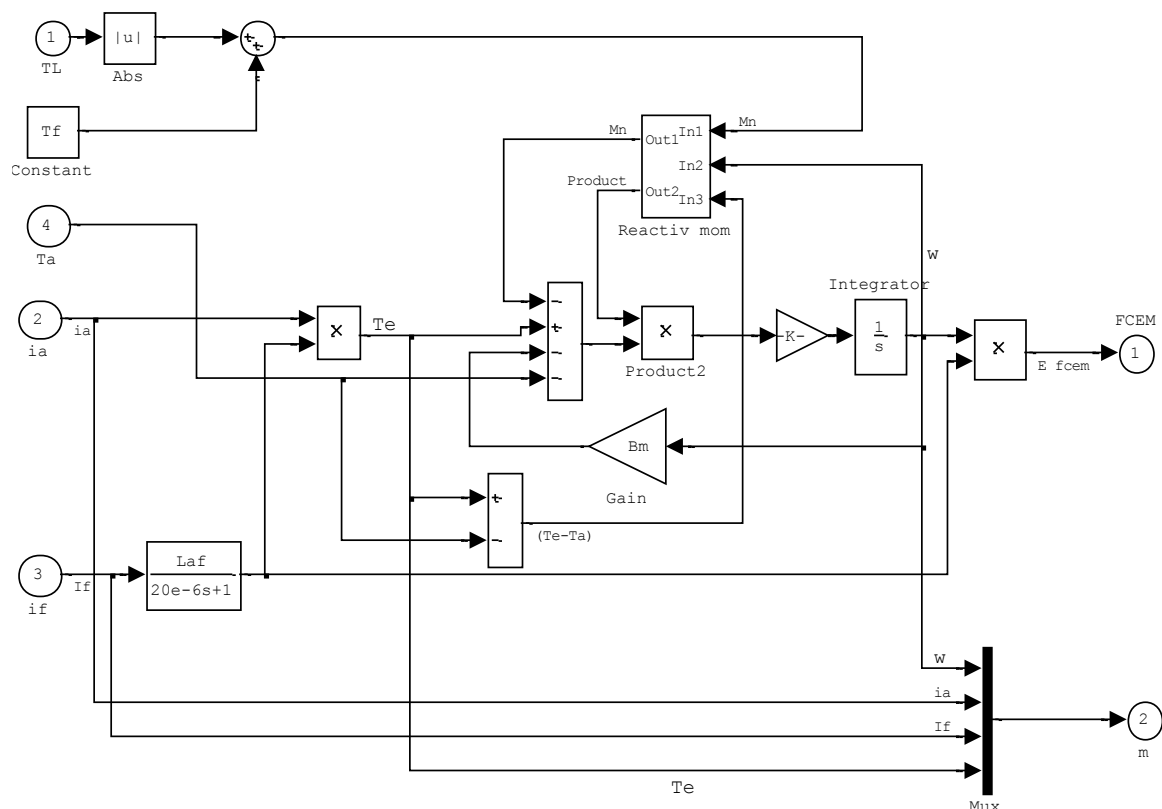 1
TL
|u|
Abs
+
+
Tf
Constant
Mn
Mn
Out1
In1
In2
Product
Out2
In3
Reactiv mom
4
Ta
W
Integrator
2
ia
ia
×
Te
-
+
-
-
×
Product2
-K-
1
s
×
FCEM
1
E fcem
Bm
Gain
+
-
(Te-Ta)
3
if
If
Laf
20e-6s+1
W
ia
If
2
m
Te
Mux